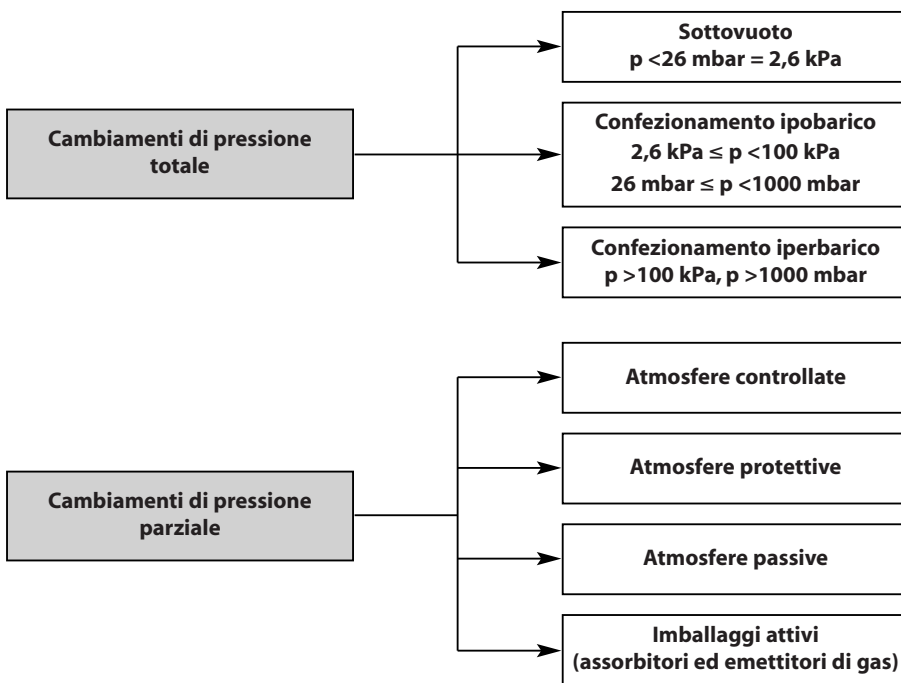 Sottovuoto
p <26 mbar = 2,6 kPa
Cambiamenti di pressione
totale
Confezionamento ipobarico
2,6 kPa ≤ p <100 kPa
26 mbar ≤ p <1000 mbar
Confezionamento iperbarico
p >100 kPa, p >1000 mbar
Cambiamenti di pressione
parziale
Atmosfere controllate
Atmosfere protettive
Atmosfere passive
Imballaggi attivi
(assorbitori ed emettitori di gas)